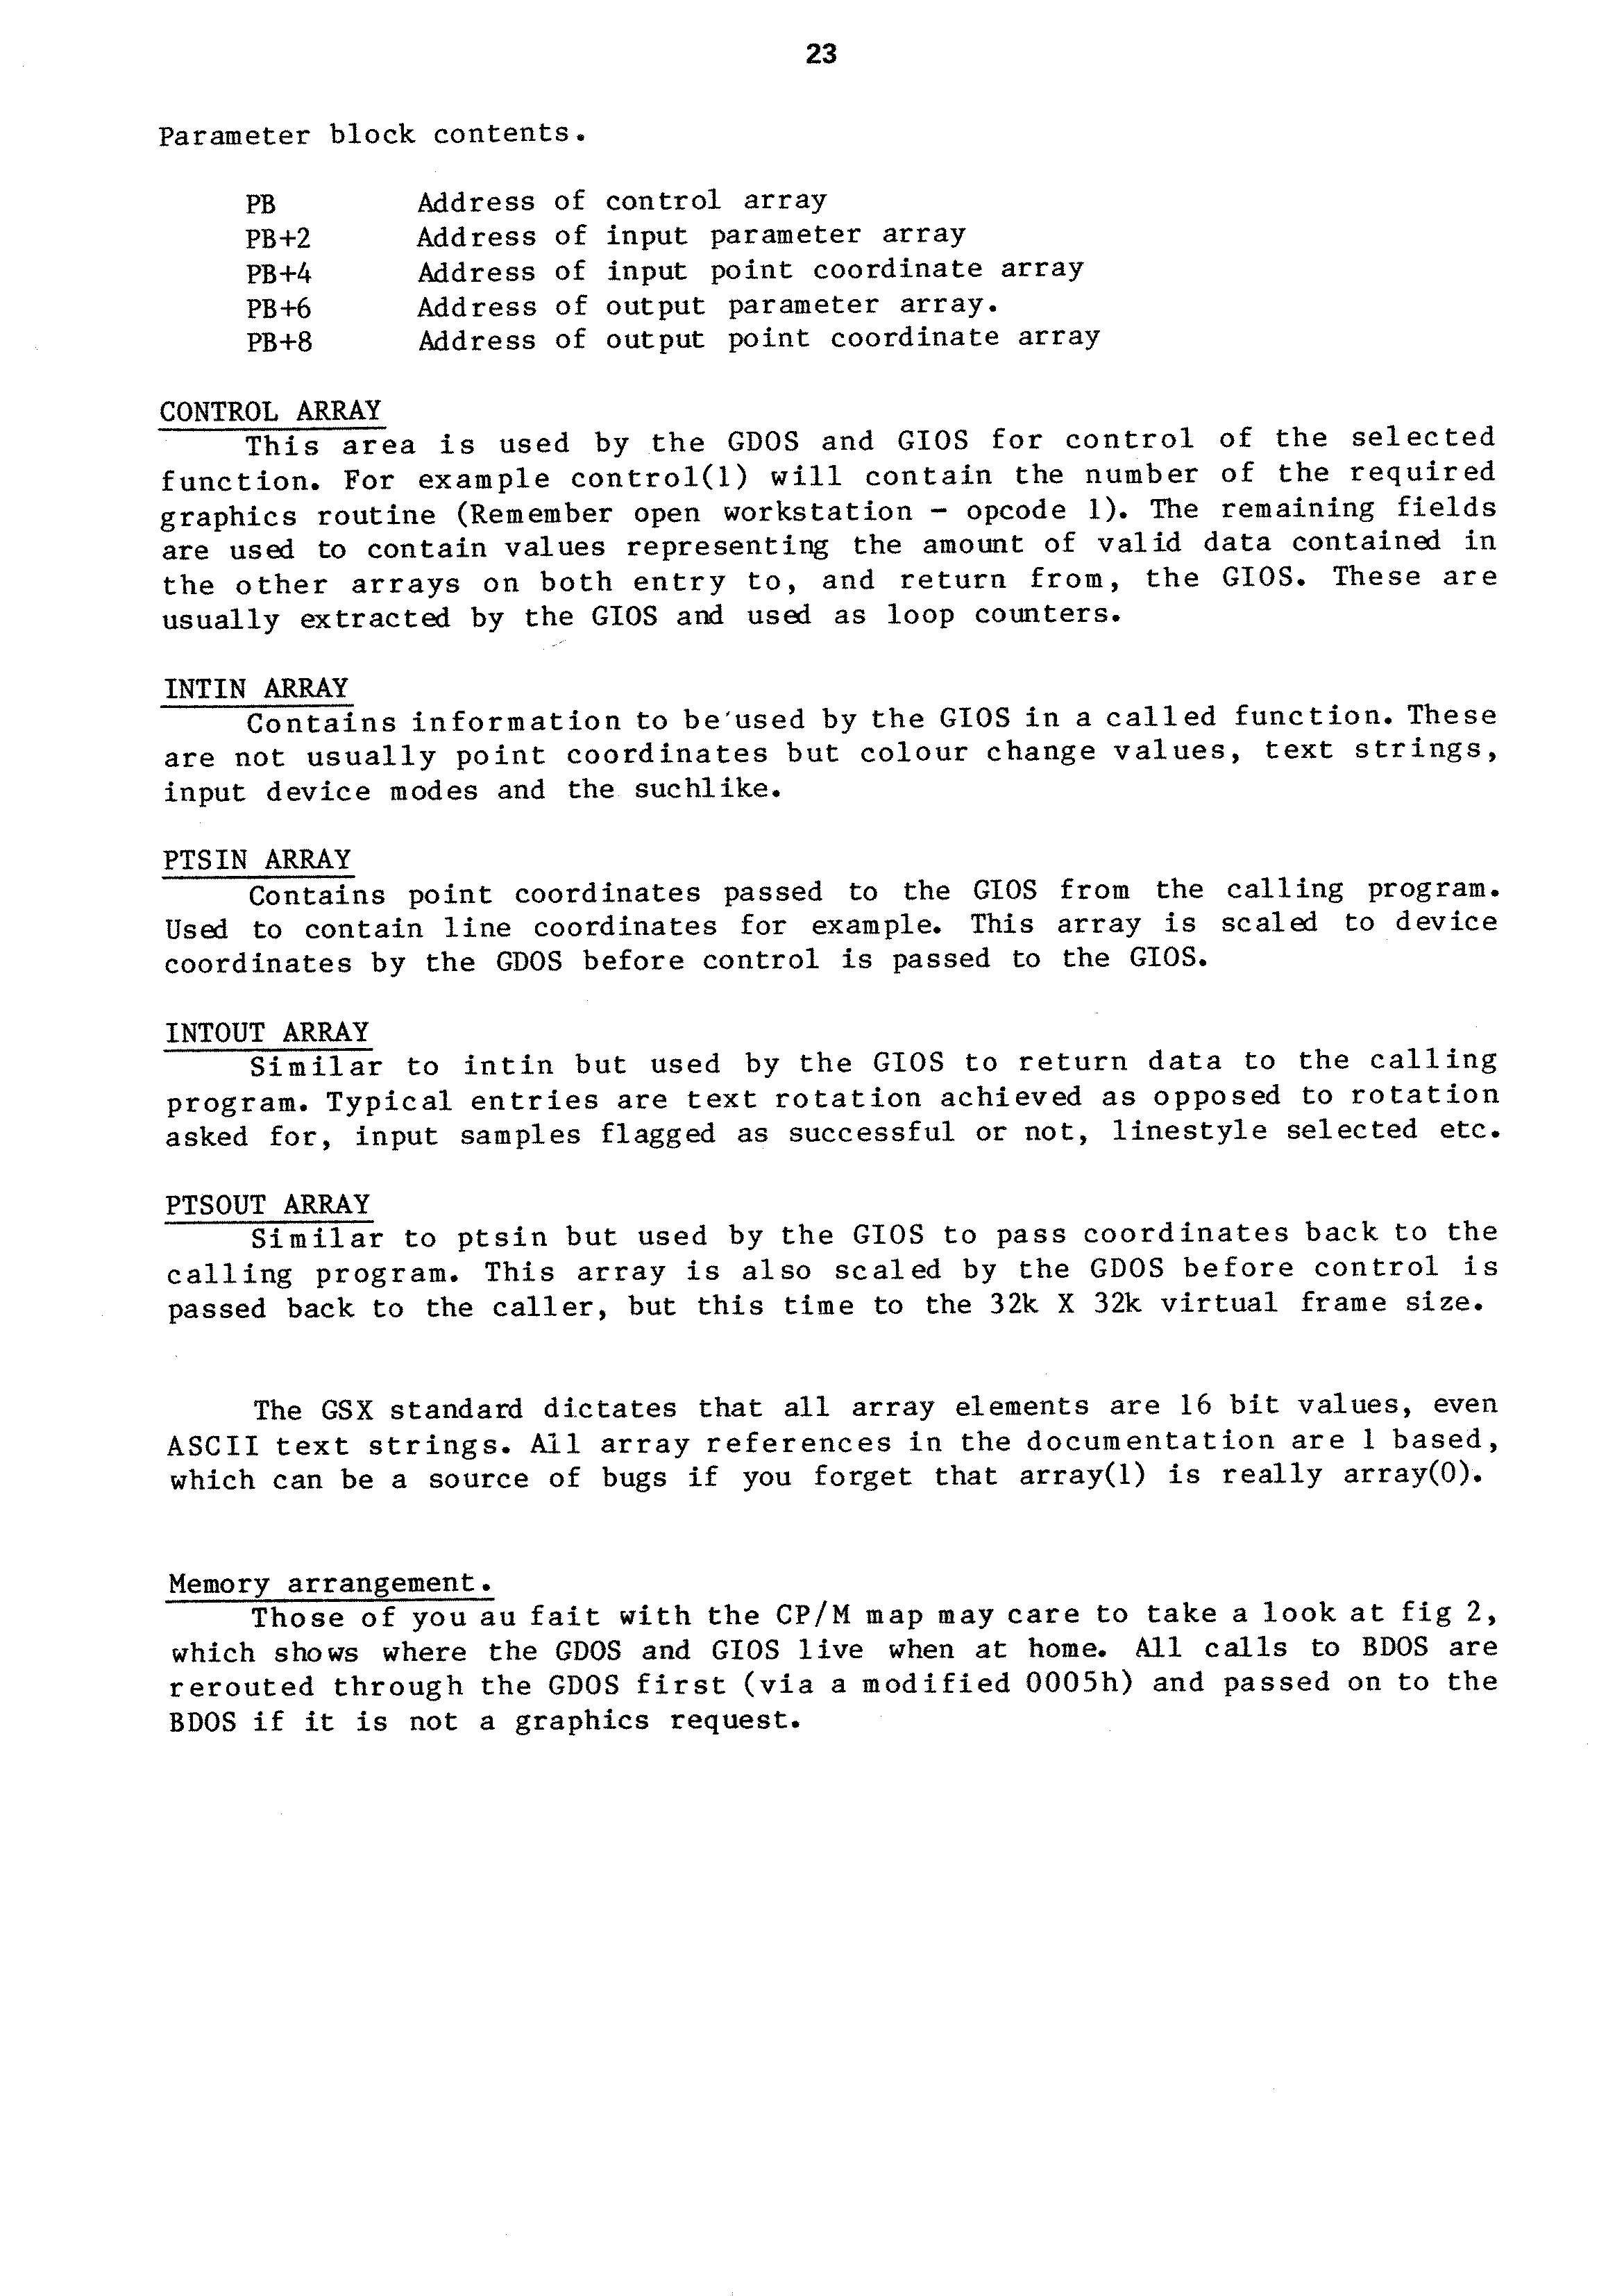 23
Parameter block contents.
PB Address of control array
PB+2 Address of input parameter array
PB+4 Address of input point coordinate array
PB+6 Address of output parameter array.
PB+8 Address of output point coordinate array
CONTROL ARRAY
This area is used by the GDOS and GIOS for control of the selected
function. For example control(1) will contain the number of the required
graphics routine (Remember open workstation - opcode 1). The remaining fields
are used to contain values representing the amount of valid data contained in
the other arrays on both entry to, and return from, the GIOS. These are
usually extracted by the GIOS and used as loop counters.
INTIN ARRAY
Contains information to be used by the GIOS in a called function. These
are not usually point coordinates but colour change values, text strings,
input device modes and the suchlike.
PTSIN ARRAY
Contains point coordinates passed to the GIOS from the calling program.
Used to contain line coordinates for example. This array is scaled to device
coordinates by the GDOS before control is passed to the GIOS.
INTOUT ARRAY
Similar to intin but used by the GIOS to return data to the calling
program. Typical entries are text rotation achieved as opposed to rotation
asked for, input samples flagged as successful or not, linestyle selected etc.
PTSOUT ARRAY
Similar to ptsin but used by the GIOS to pass coordinates back to the
calling program. This array is also scaled by the GDOS before control is
passed back to the caller, but this time to the 32k X 32k virtual frame size.
The GSX standard dictates that all array elements are 16 bit values, even
ASCII text strings. All array references in the documentation are 1 based,
which can be a source of bugs if you forget that array(1) is really array(0).
Memory arrangement.
Those of you au fait with the CP/M map may care to take a look at fig 2,
which shows where the GDOS and GIOS live when at home. All calls to BDOS are
rerouted through the GDOS first (via a modified 0005h) and passed on to the
BDOS if it is not a graphics request.